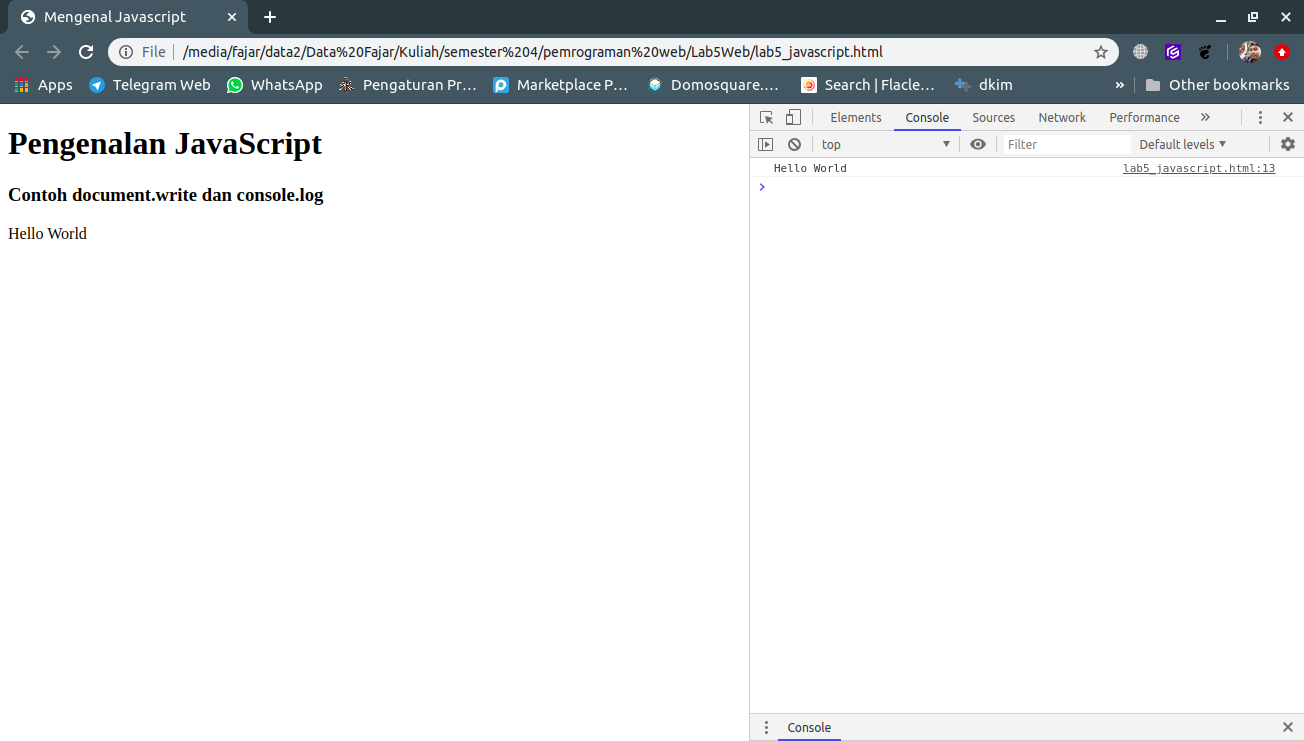 Mengenal Javascript
File /media/fajar/data2/Data%20Fajar/Kuliah/semester%204/pemrograman%20web/Lab5Web/lab5_javascript.html
Apps Telegram Web WhatsApp Pengaturan Pr… Marketplace P… Domosquare.… Search | Flacle… dkim » Other bookmarks
Pengenalan JavaScript
Contoh document.write dan console.log
Hello World
Elements Console Sources Network Performance »
top Filter Default levels
Hello World lab5_javascript.html:13
Console